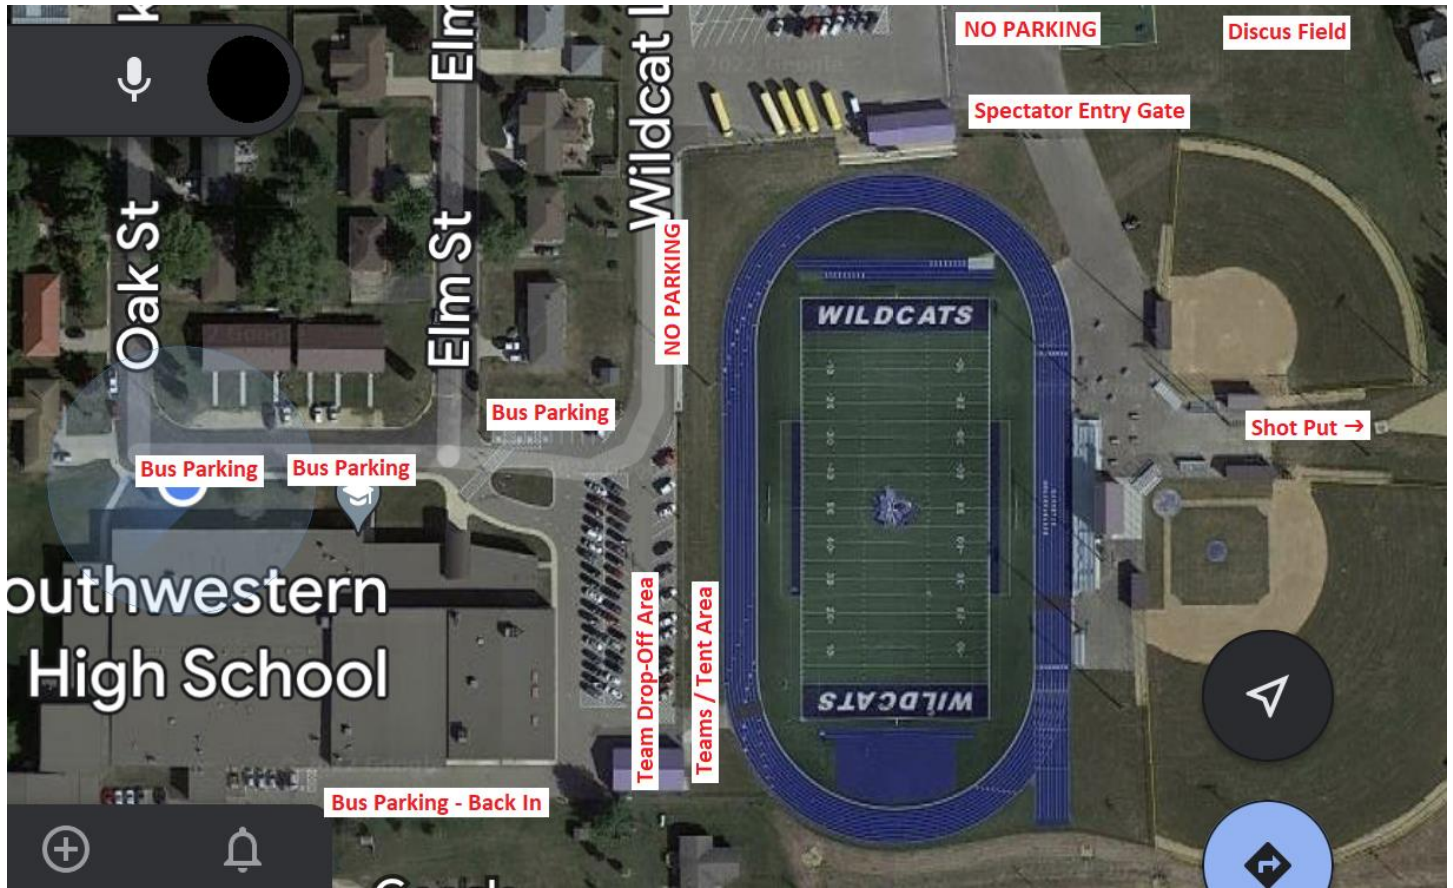 Elm
Wildcat L
NO PARKING
Discus Field
Spectator Entry Gate
Oak St
Elm St
NO PARKING
WILDCATS
Bus Parking
Shot Put →
Bus Parking
Bus Parking
outhwestern
High School
Team Drop-Off Area
Teams / Tent Area
WILDCATS
Bus Parking - Back In